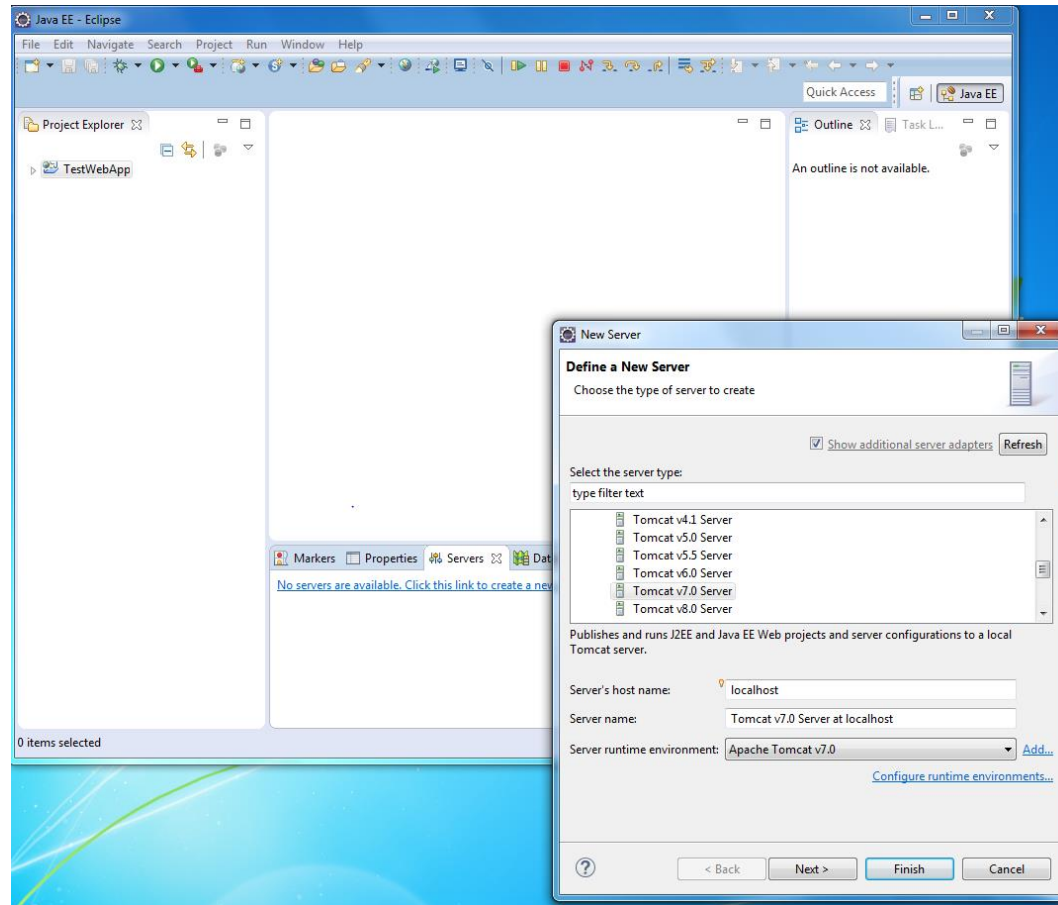 Java EE - Eclipse
File Edit Navigate Search Project Run Window Help
Quick Access
Java EE
Project Explorer
Outline
Task L...
TestWebApp
An outline is not available.
Markers
Properties
Servers
Dat
No servers are available. Click this link to create a new
0 items selected
New Server
Define a New Server
Choose the type of server to create
Show additional server adapters
Refresh
Select the server type:
type filter text
Tomcat v4.1 Server
Tomcat v5.0 Server
Tomcat v5.5 Server
Tomcat v6.0 Server
Tomcat v7.0 Server
Tomcat v8.0 Server
Publishes and runs J2EE and Java EE Web projects and server configurations to a local
Tomcat server.
Server's host name: localhost
Server name: Tomcat v7.0 Server at localhost
Server runtime environment: Apache Tomcat v7.0 Add...
Configure runtime environments...
< Back Next > Finish Cancel